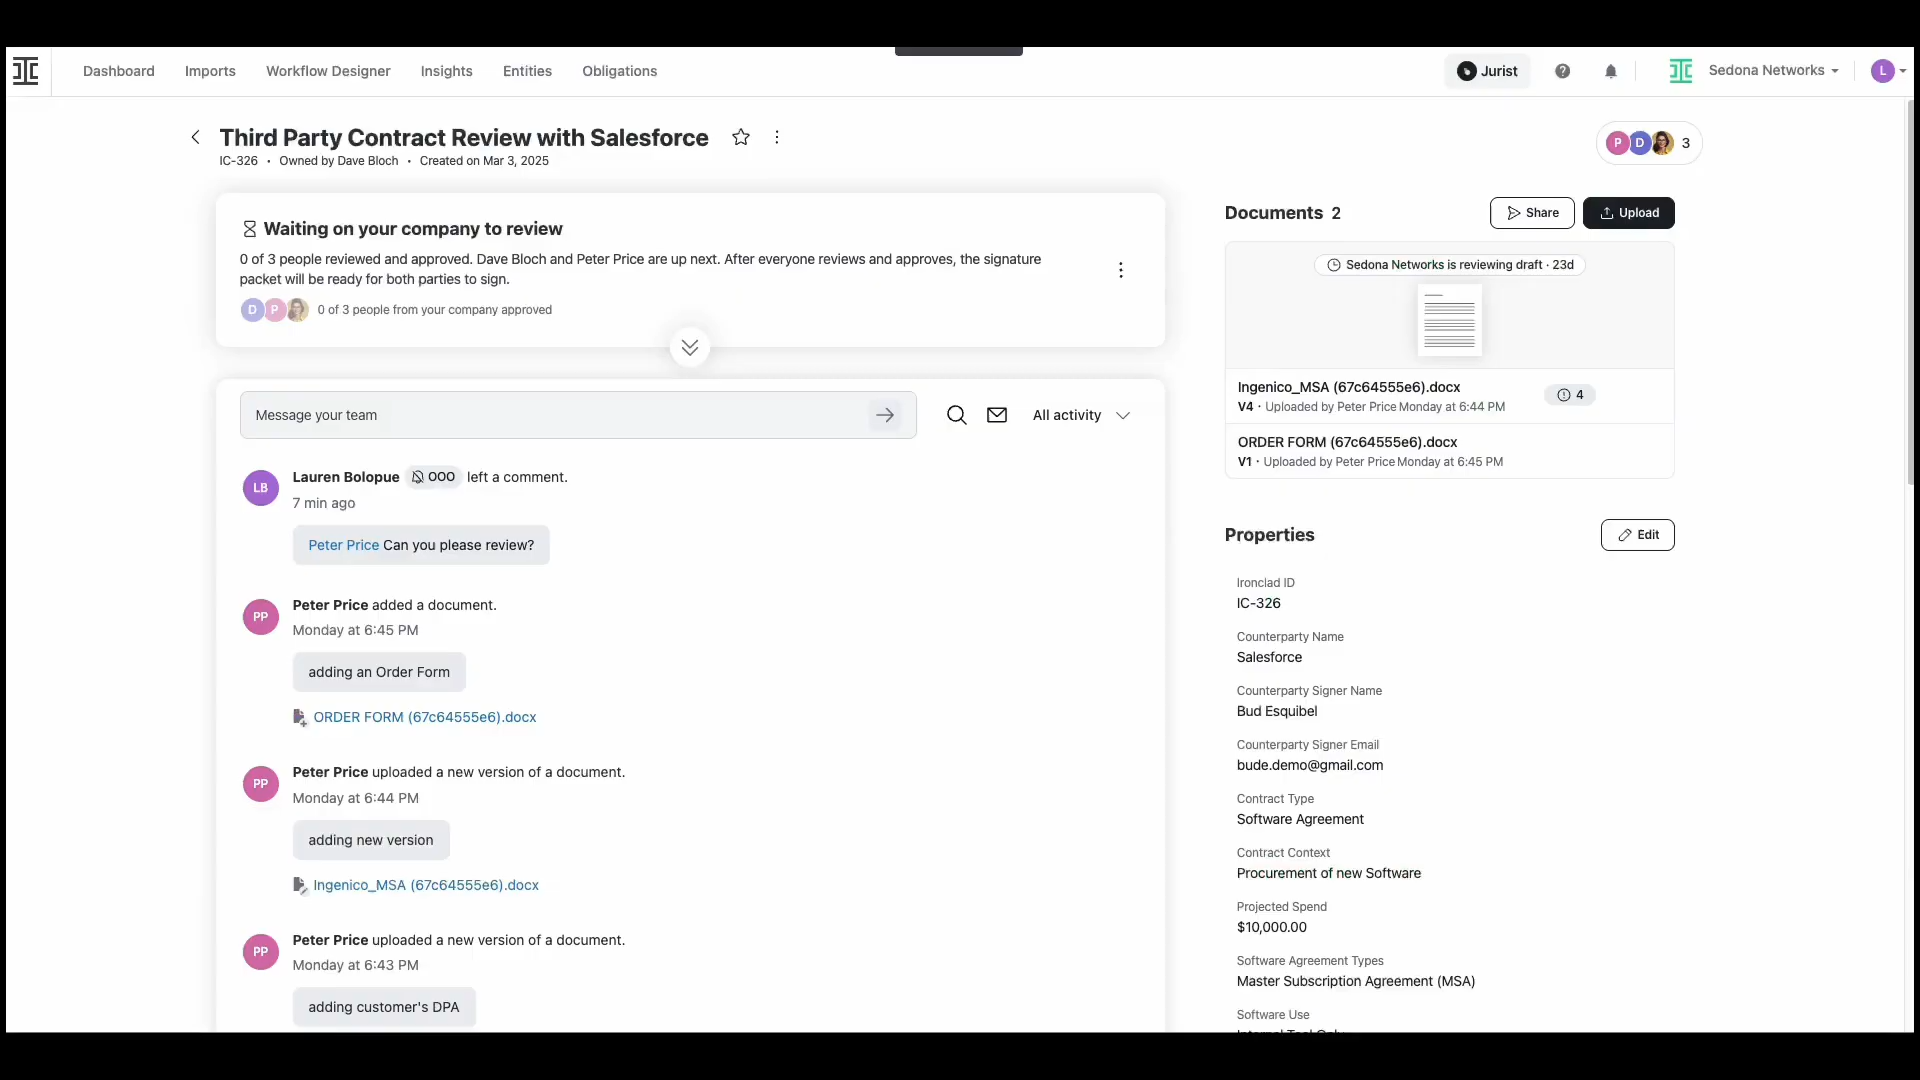 Dashboard Imports Workflow Designer Insights Entities Obligations Jurist Sedona Networks L
Third Party Contract Review with Salesforce
IC-326 • Owned by Dave Bloch • Created on Mar 3, 2025
P D 3
Waiting on your company to review
0 of 3 people reviewed and approved. Dave Bloch and Peter Price are up next. After everyone reviews and approves, the signature
packet will be ready for both parties to sign.
D P 0 of 3 people from your company approved
Message your team
All activity
LB
Lauren Bolopue OOO left a comment.
7 min ago
Peter Price Can you please review?
PP
Peter Price added a document.
Monday at 6:45 PM
adding an Order Form
ORDER FORM (67c64555e6).docx
PP
Peter Price uploaded a new version of a document.
Monday at 6:44 PM
adding new version
Ingenico_MSA (67c64555e6).docx
PP
Peter Price uploaded a new version of a document.
Monday at 6:43 PM
adding customer's DPA
Documents 2
Share
Upload
Sedona Networks is reviewing draft · 23d
Ingenico_MSA (67c64555e6).docx
4
V4 · Uploaded by Peter Price Monday at 6:44 PM
ORDER FORM (67c64555e6).docx
V1 · Uploaded by Peter Price Monday at 6:45 PM
Properties
Edit
Ironclad ID
IC-326
Counterparty Name
Salesforce
Counterparty Signer Name
Bud Esquibel
Counterparty Signer Email
bude.demo@gmail.com
Contract Type
Software Agreement
Contract Context
Procurement of new Software
Projected Spend
$10,000.00
Software Agreement Types
Master Subscription Agreement (MSA)
Software Use
Internal Tool Only